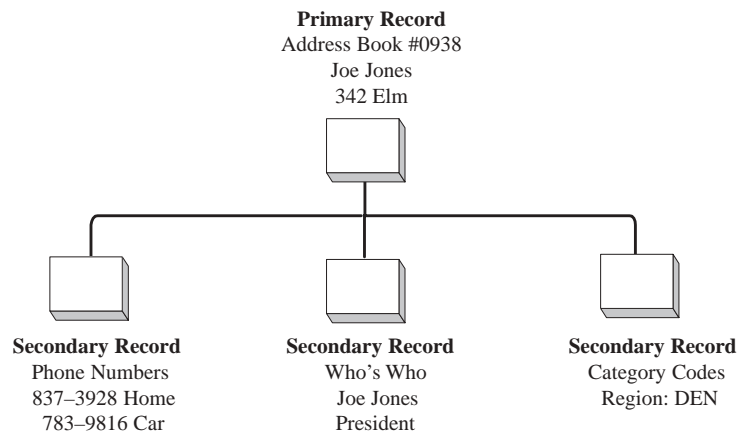 Primary Record
Address Book #0938
Joe Jones
342 Elm
Secondary Record
Phone Numbers
837–3928 Home
783–9816 Car
Secondary Record
Who's Who
Joe Jones
President
Secondary Record
Category Codes
Region: DEN